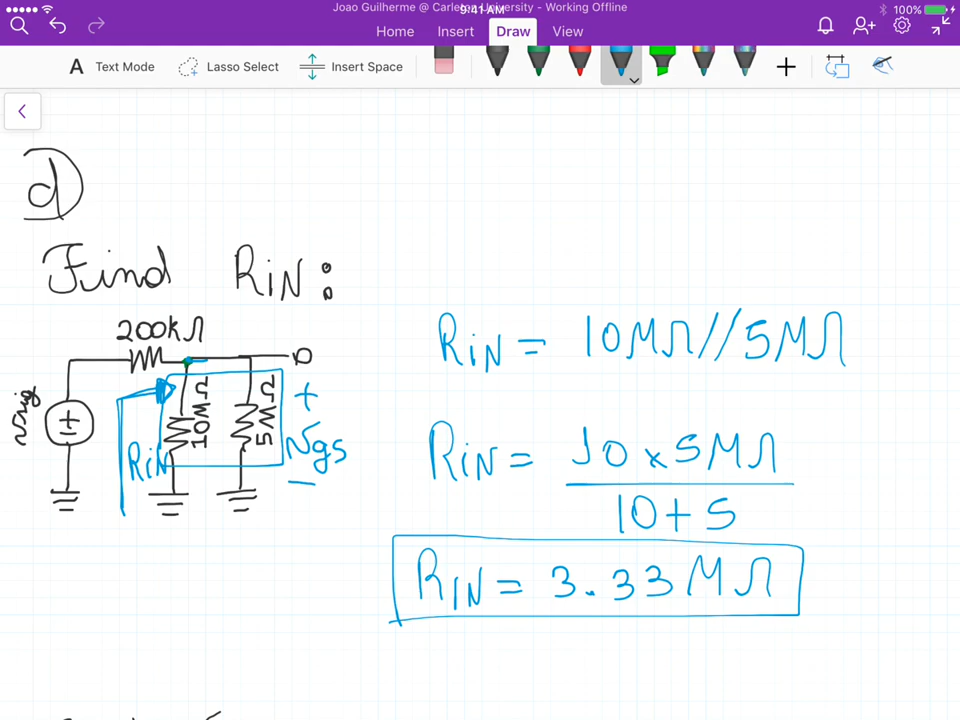 Joao Guilherme @ Carleton University - Working Offline
9:41 AM
100%
Home Insert Draw View
A Text Mode Lasso Select Insert Space
d
Find RIN:
200kΩ
Vsig
+
10MΩ
5MΩ
+
Vgs
Rin
RIN = 10MΩ//5MΩ
RIN = 10 x 5MΩ
10 + 5
RIN = 3.33MΩ